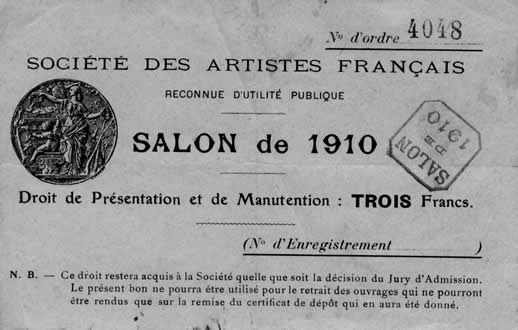 N° d'ordre 4048
SOCIÉTÉ DES ARTISTES FRANÇAIS
RECONNUE D'UTILITÉ PUBLIQUE
SALON de 1910
SALON
DE
1910
Droit de Présentation et de Manutention : TROIS Francs.
(N° d'Enregistrement )
N. B. — Ce droit restera acquis à la Société quelle que soit la décision du Jury d'Admission.
Le présent bon ne pourra être utilisé pour le retrait des ouvrages qui ne pourront
être rendus que sur la remise du certificat de dépôt qui en aura été donné.